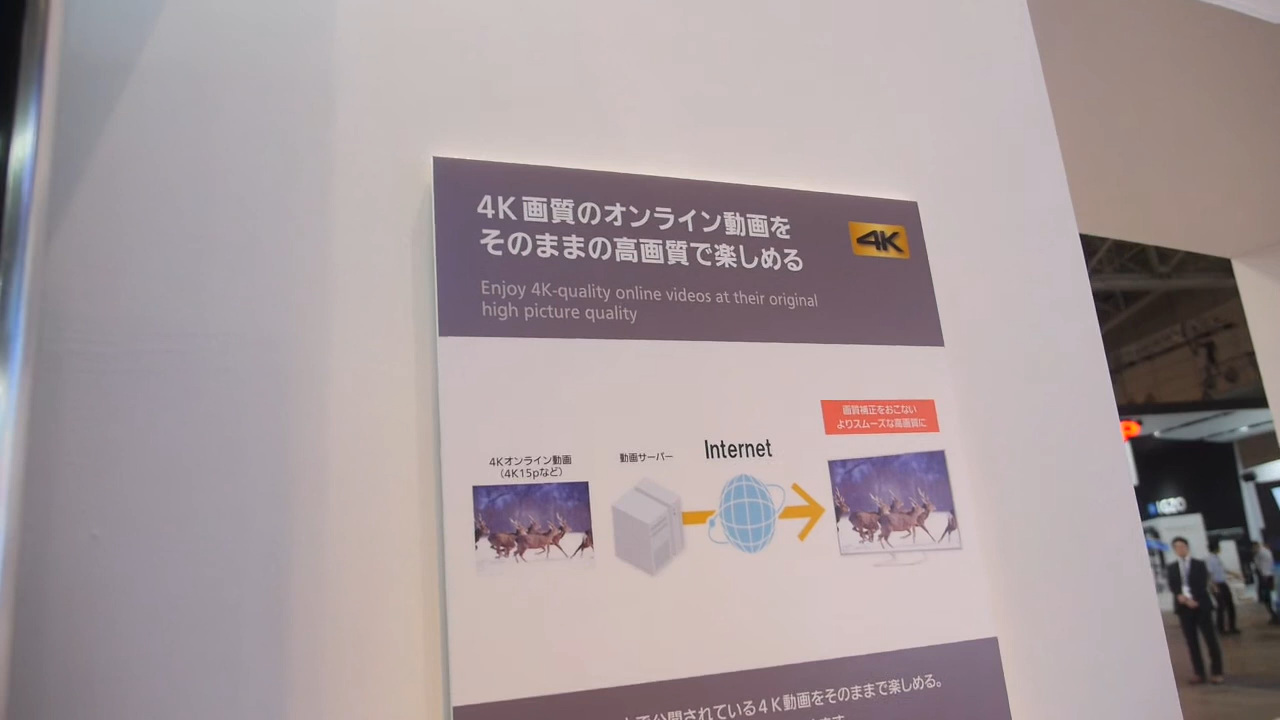 4K画質のオンライン動画を
そのままの高画質で楽しめる
4K
Enjoy 4K-quality online videos at their original
high picture quality
画質補正をおこない
よりスムーズな高画質に
4Kオンライン動画
(4K15pなど)
動画サーバー
Internet
公開されている4K動画をそのままで楽しめる。